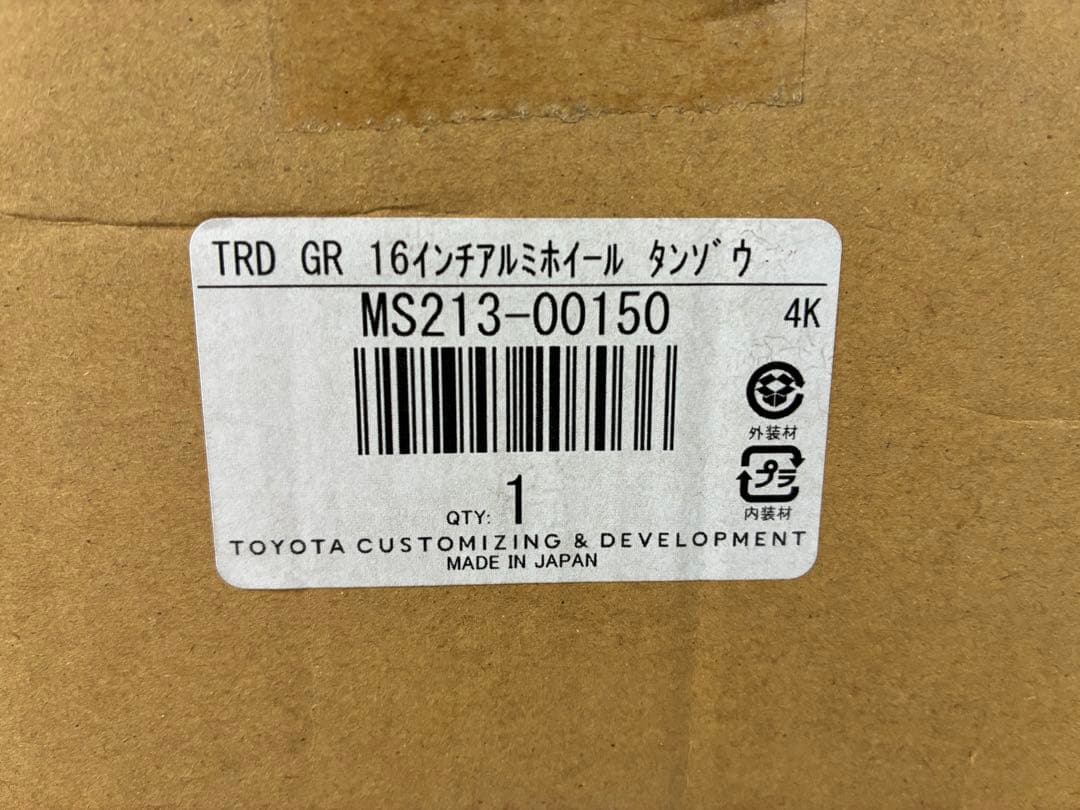 TRD GR 16インチアルミホイール タンゾウ
MS213-00150
4K
外装材
プラ
内装材
QTY: 1
TOYOTA CUSTOMIZING & DEVELOPMENT
MADE IN JAPAN